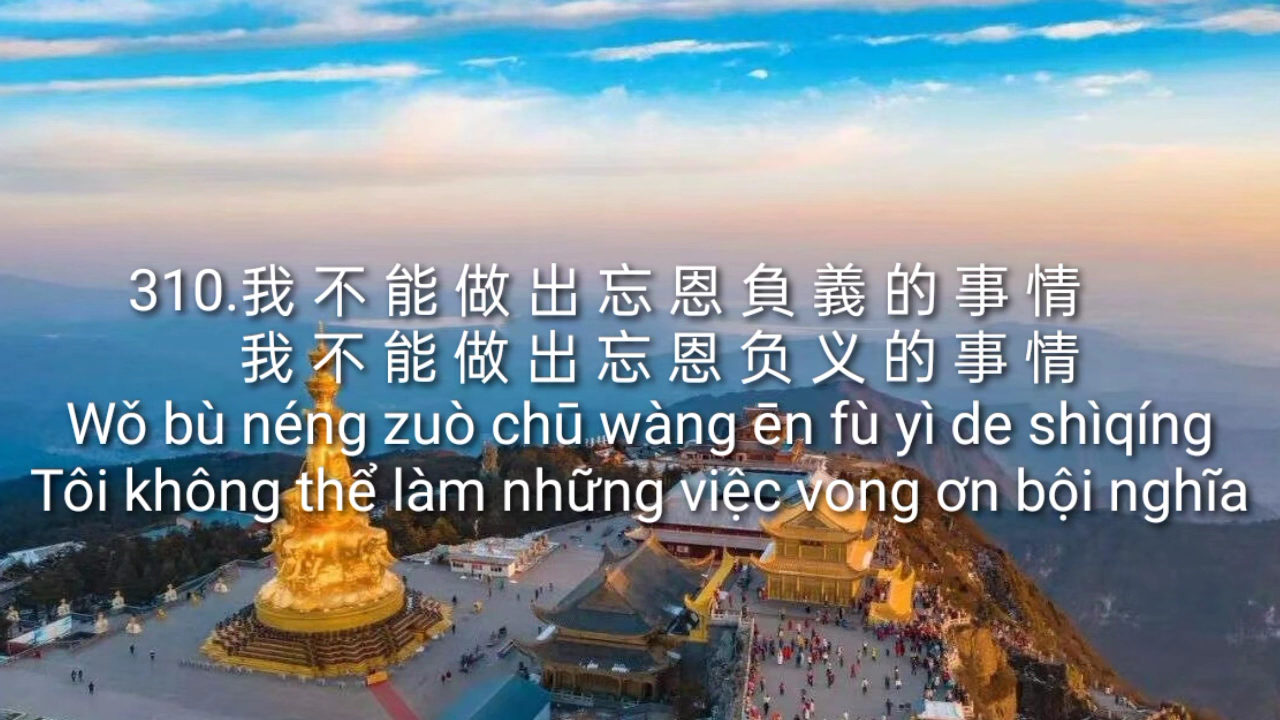 310.我不能做出忘恩負義的事情
我不能做出忘恩负义的事情
Wǒ bù néng zuò chū wàng ēn fù yì de shìqíng
Tôi không thể làm những việc vong ơn bội nghĩa